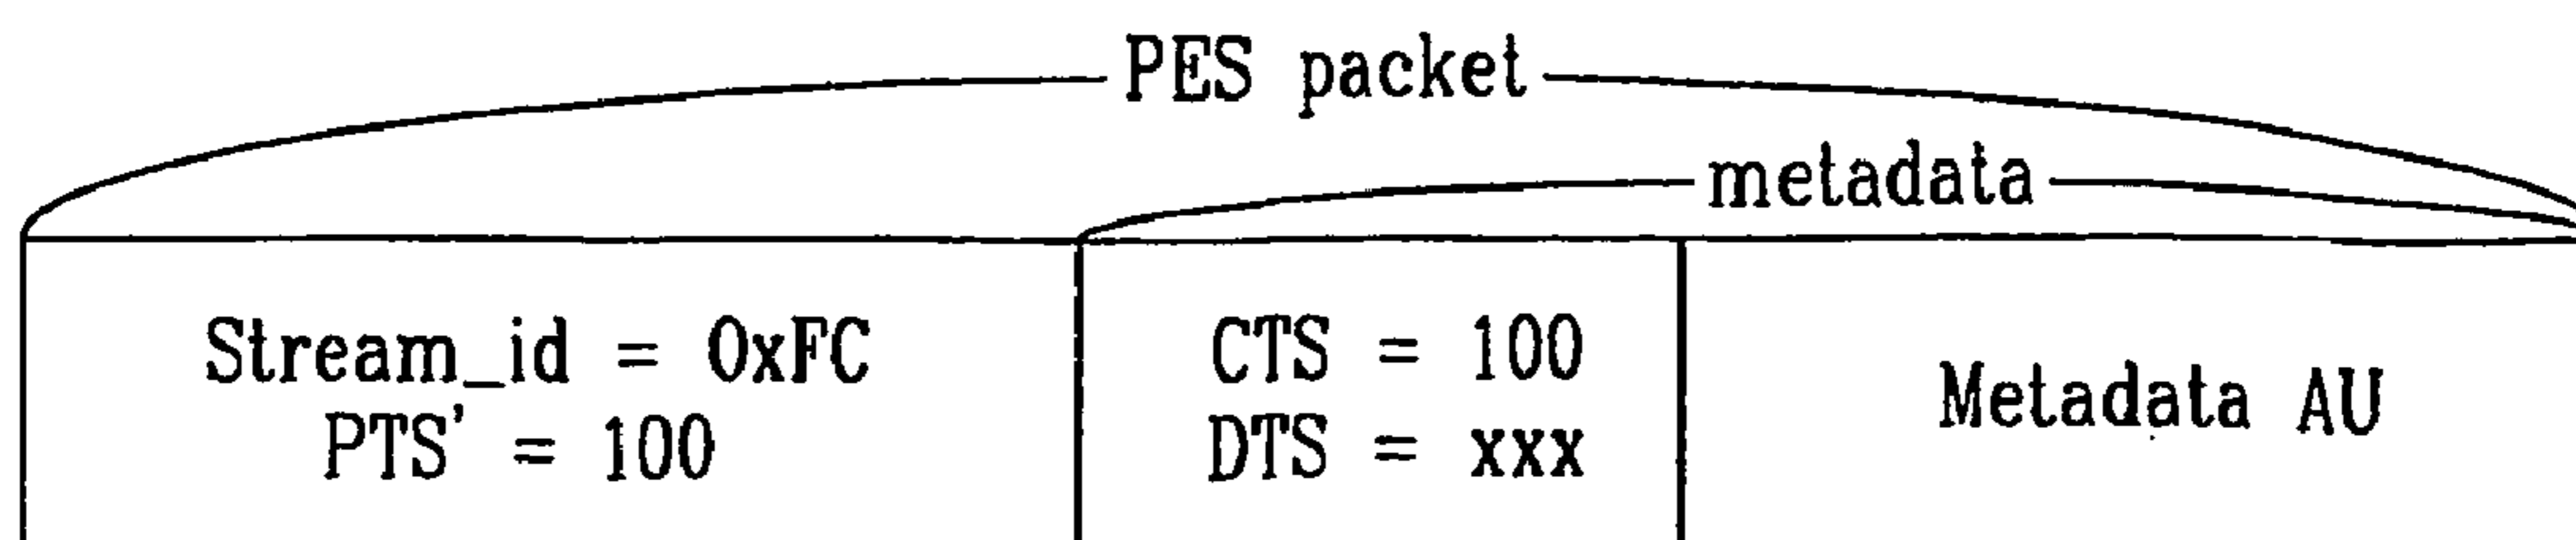 PES packet
metadata
Stream_id = 0xFC
PTS' = 100
CTS = 100
DTS = xxx
Metadata AU